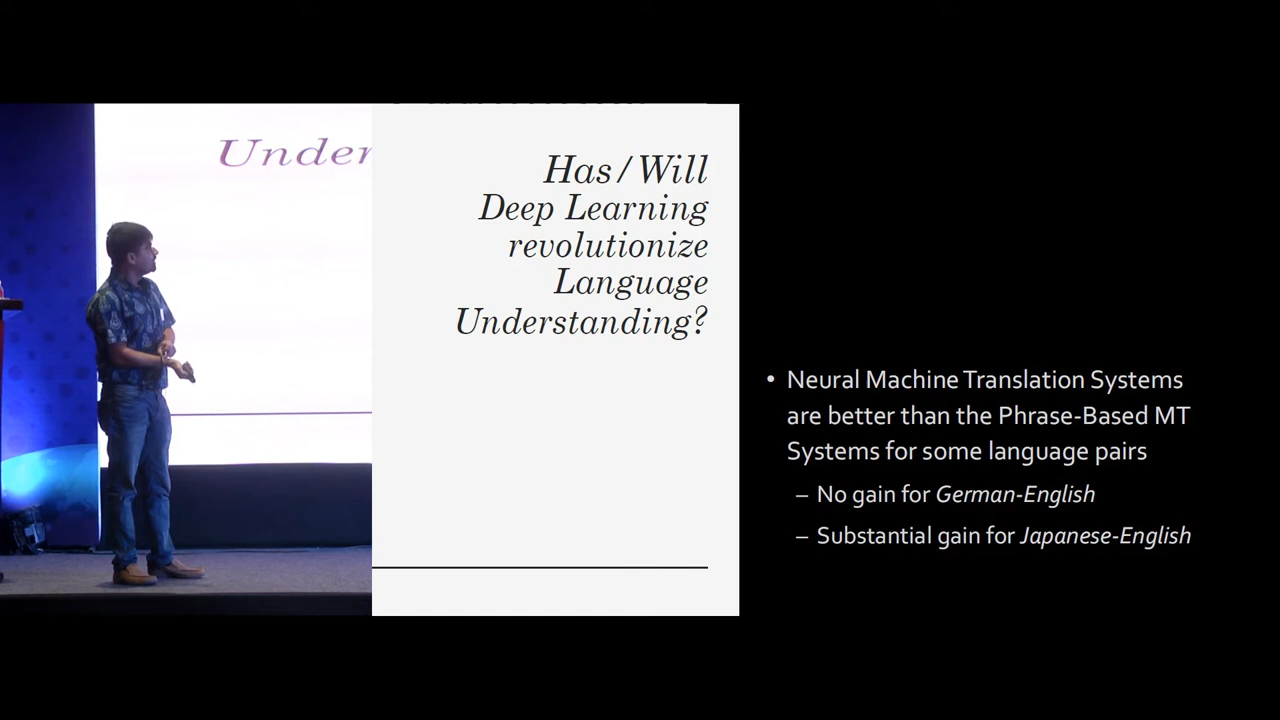 Under
Has/Will
Deep Learning
revolutionize
Language
Understanding?
• Neural Machine Translation Systems
are better than the Phrase-Based MT
Systems for some language pairs
– No gain for German-English
– Substantial gain for Japanese-English